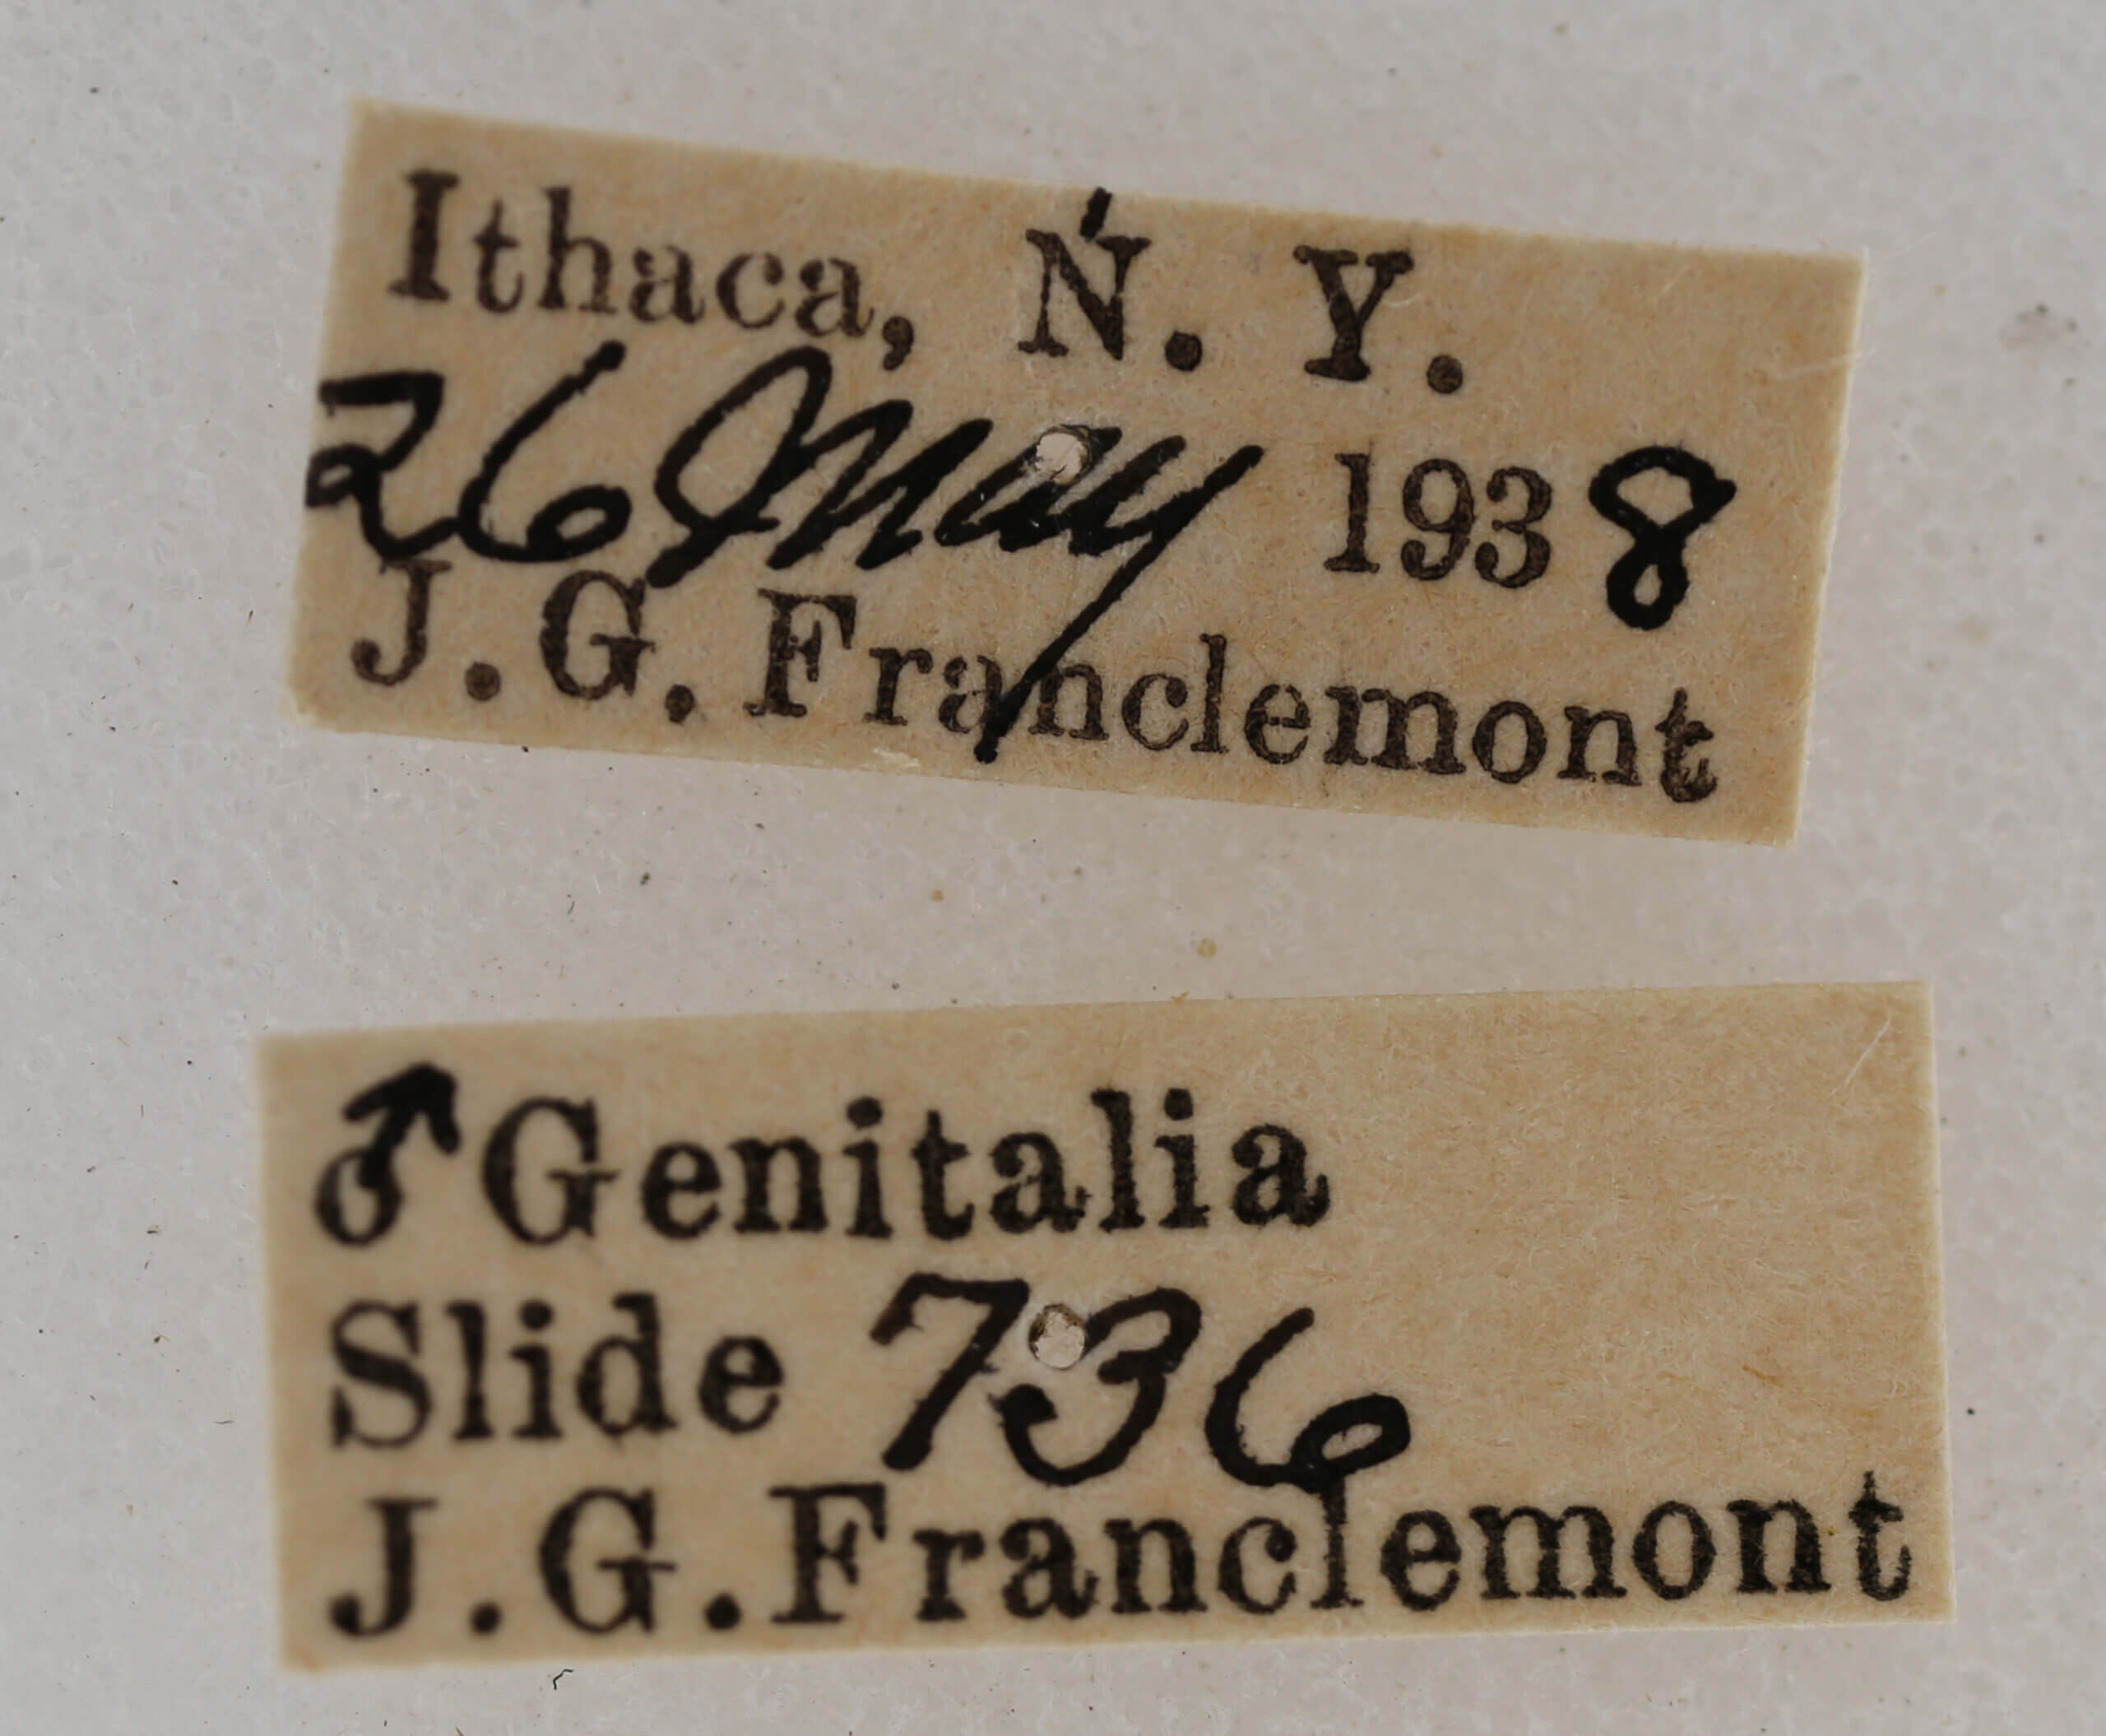 Ithaca, N. Y.
26 May 1938
J. G. Franclemont
♂ Genitalia
Slide 736
J.G.Franclemont